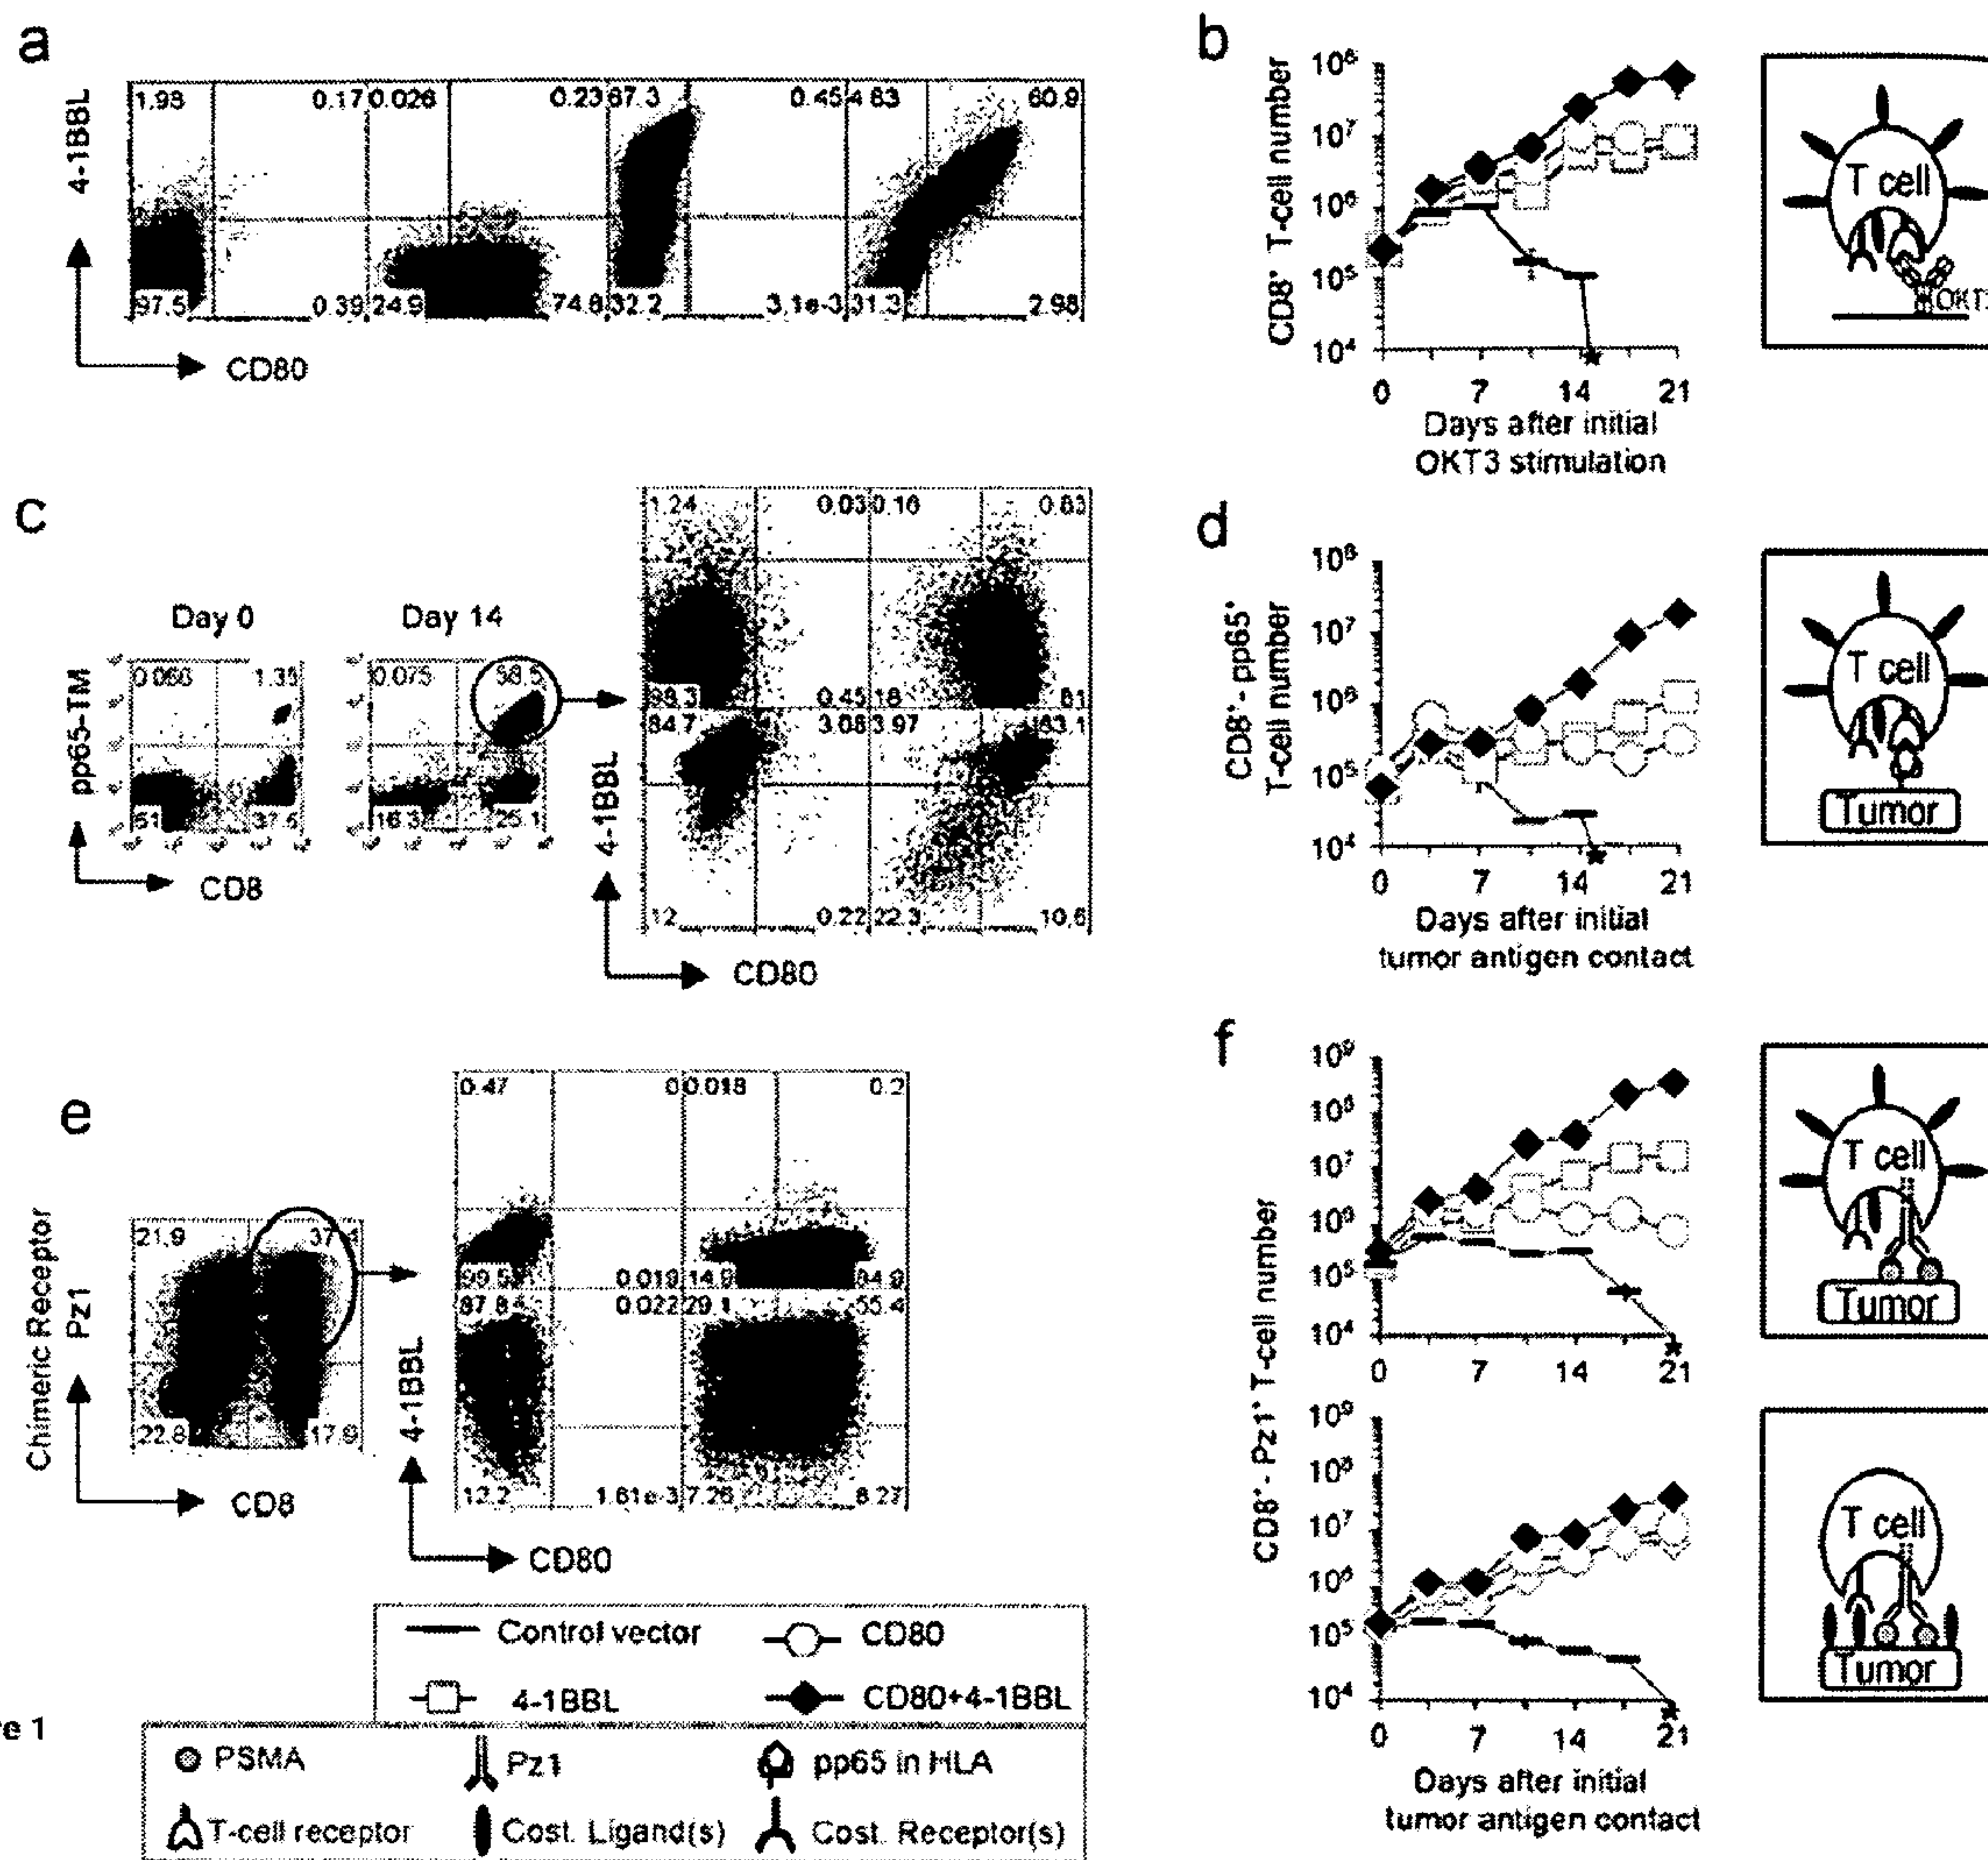 a
4-1BBL
1.98
0.17
0.026
0.23
67.3
0.45
4.83
60.9
97.5
0.39
24.9
74.8
32.2
3.1e-3
31.3
2.98
CD80
b
CD8+ T-cell number
10⁸
10⁷
10⁶
10⁵
10⁴
0
7
14
21
Days after initial
OKT3 stimulation
T cell
c
Day 0
Day 14
pp65-TM
0.066
1.35
61
37.5
0.075
58.5
16.3
25.1
CD8
4-1BBL
1.24
0.03
0.16
0.83
98.3
0.45
18
81
84.7
3.08
3.97
63.1
12
0.22
22.3
10.6
CD80
d
CD8+- pp65+
T-cell number
10⁸
10⁷
10⁶
10⁵
10⁴
0
7
14
21
Days after initial
tumor antigen contact
T cell
Tumor
e
Chimeric Receptor
Pz1
21.9
37.4
22.8
17.9
CD8
4-1BBL
0.47
0
0.018
0.2
99.5
0.019
14.9
84.9
87.8
0.022
29.1
55.4
12.2
1.61e-3
7.26
8.27
CD80
f
CD8+- Pz1+ T-cell number
10⁹
10⁸
10⁷
10⁶
10⁵
10⁴
0
7
14
21
T cell
Tumor
10⁹
10⁸
10⁷
10⁶
10⁵
10⁴
0
7
14
21
Days after initial
tumor antigen contact
T cell
Tumor
Control vector
CD80
4-1BBL
CD80+4-1BBL
re 1
PSMA
Pz1
pp65 in HLA
T-cell receptor
Cost. Ligand(s)
Cost. Receptor(s)